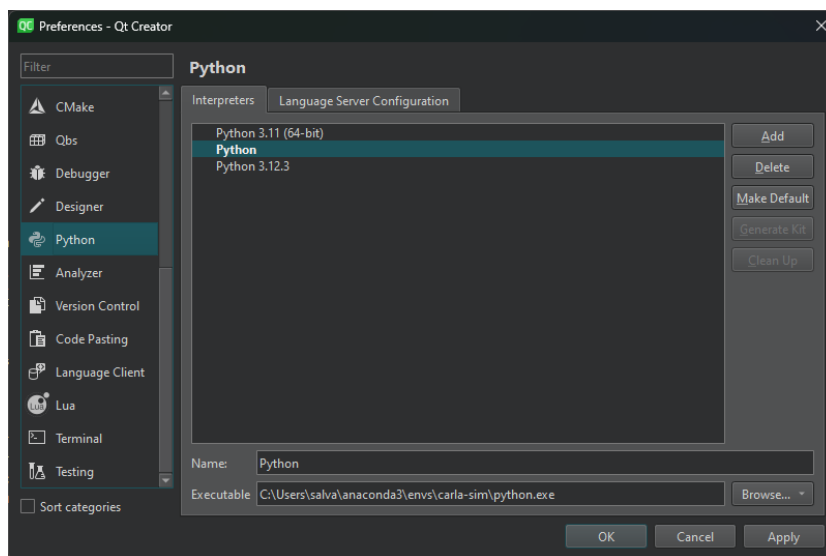 QC Preferences - Qt Creator
Filter
Python
CMake
Qbs
Debugger
Designer
Python
Analyzer
Version Control
Code Pasting
Language Client
Lua
Lua
Terminal
Testing
Sort categories
Interpreters
Language Server Configuration
Python 3.11 (64-bit)
Python
Python 3.12.3
Add
Delete
Make Default
Generate Kit
Clean Up
Name:
Python
Executable
C:\Users\salva\anaconda3\envs\carla-sim\python.exe
Browse...
OK
Cancel
Apply